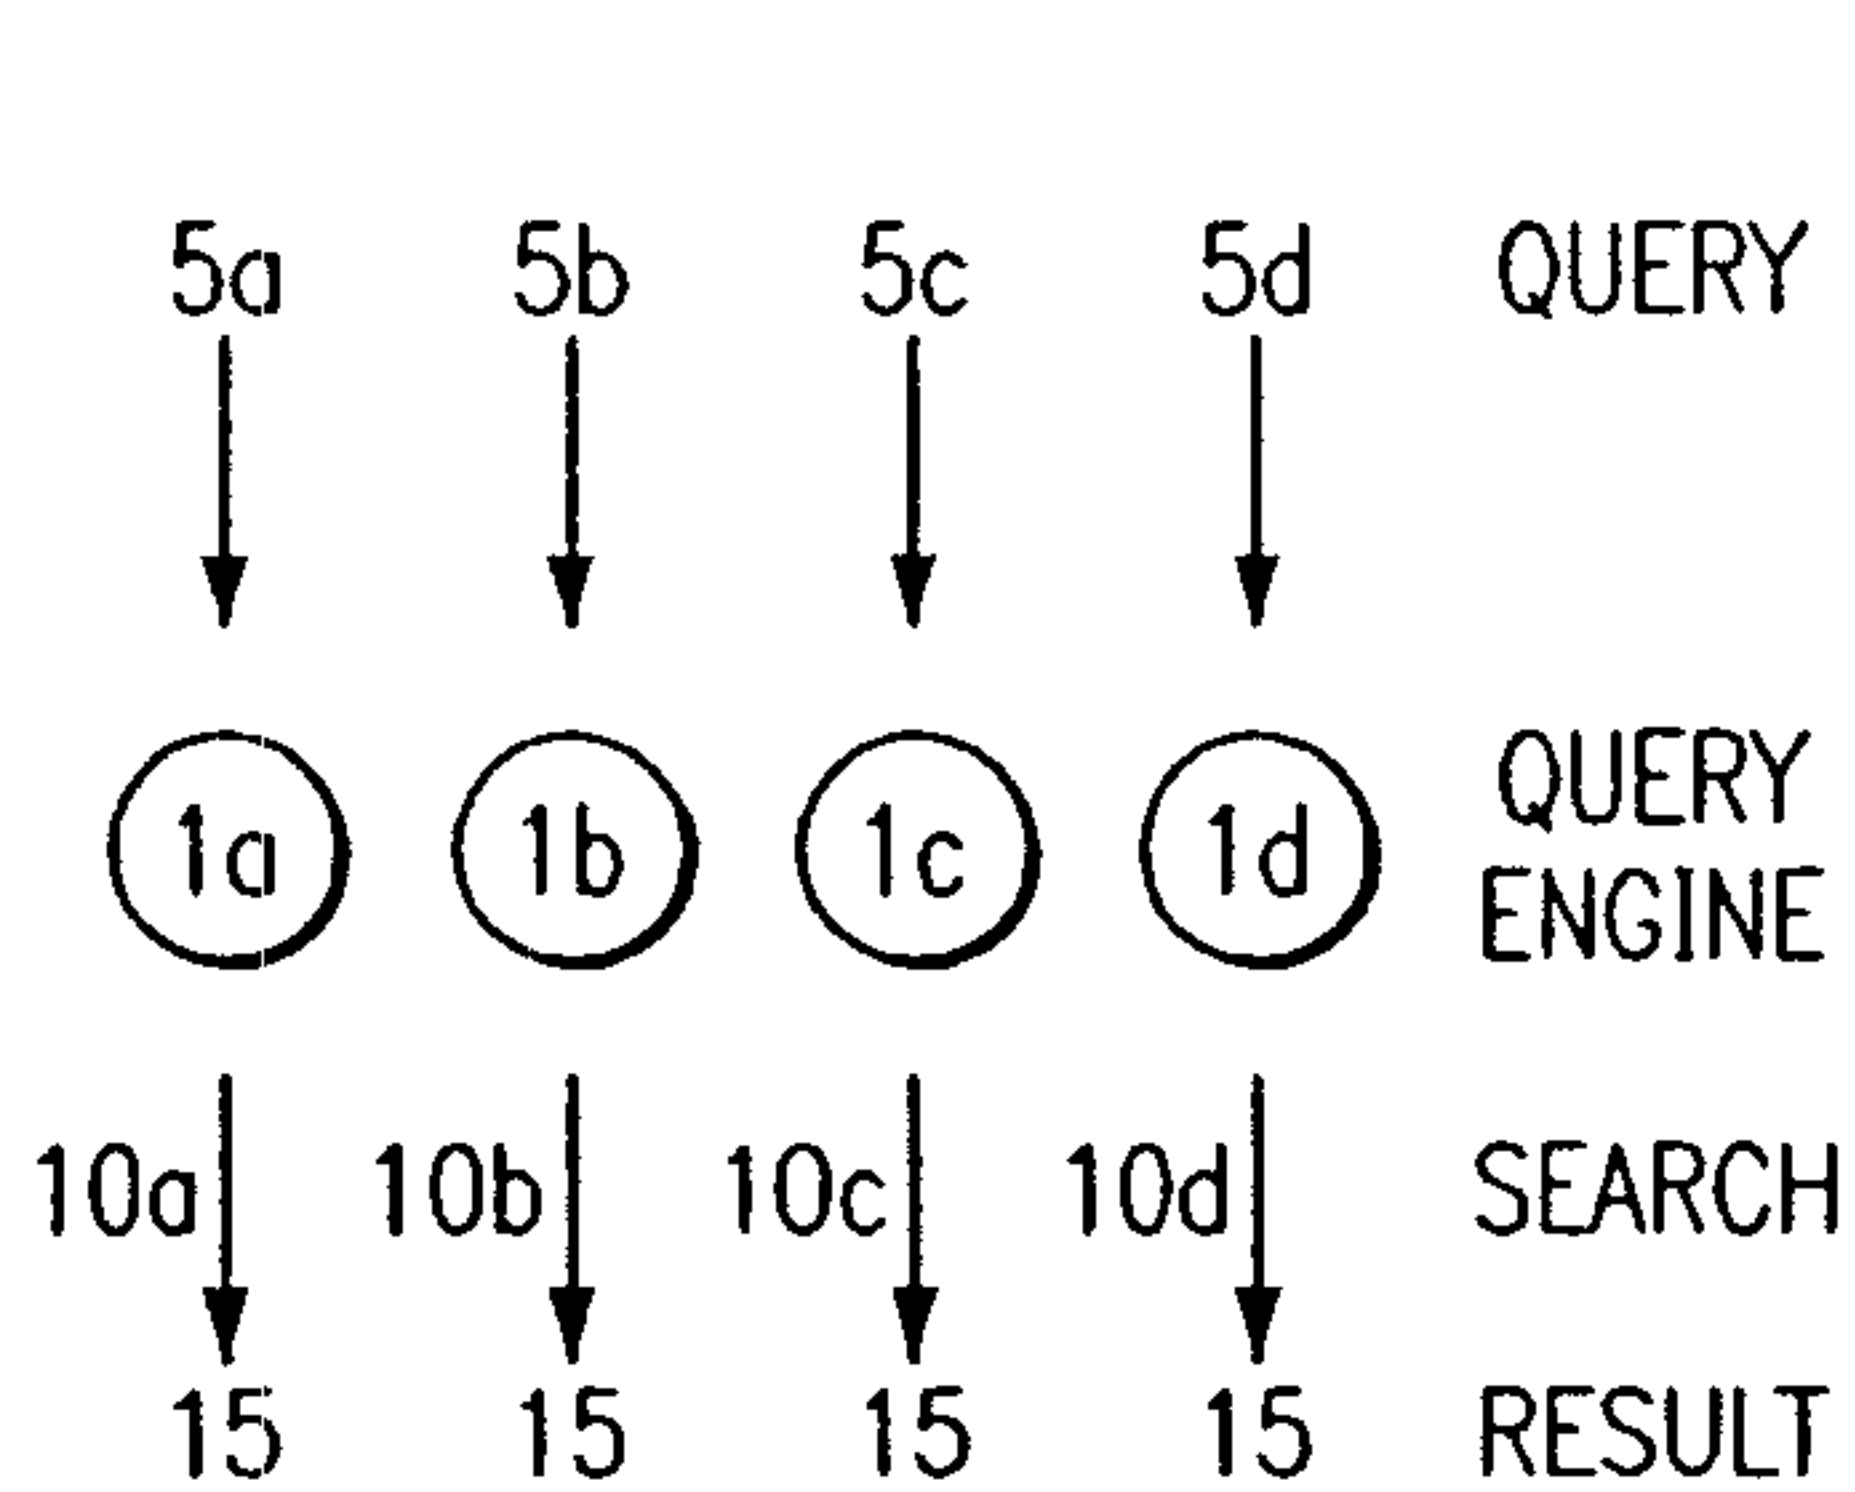 5a 5b 5c 5d QUERY
1a 1b 1c 1d QUERY
ENGINE
10a 10b 10c 10d SEARCH
15 15 15 15 RESULT